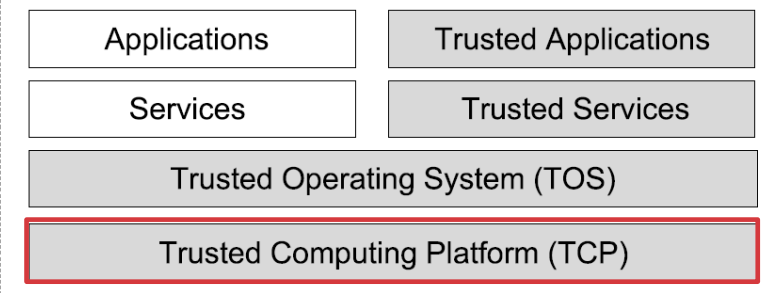 Applications
Trusted Applications
Services
Trusted Services
Trusted Operating System (TOS)
Trusted Computing Platform (TCP)